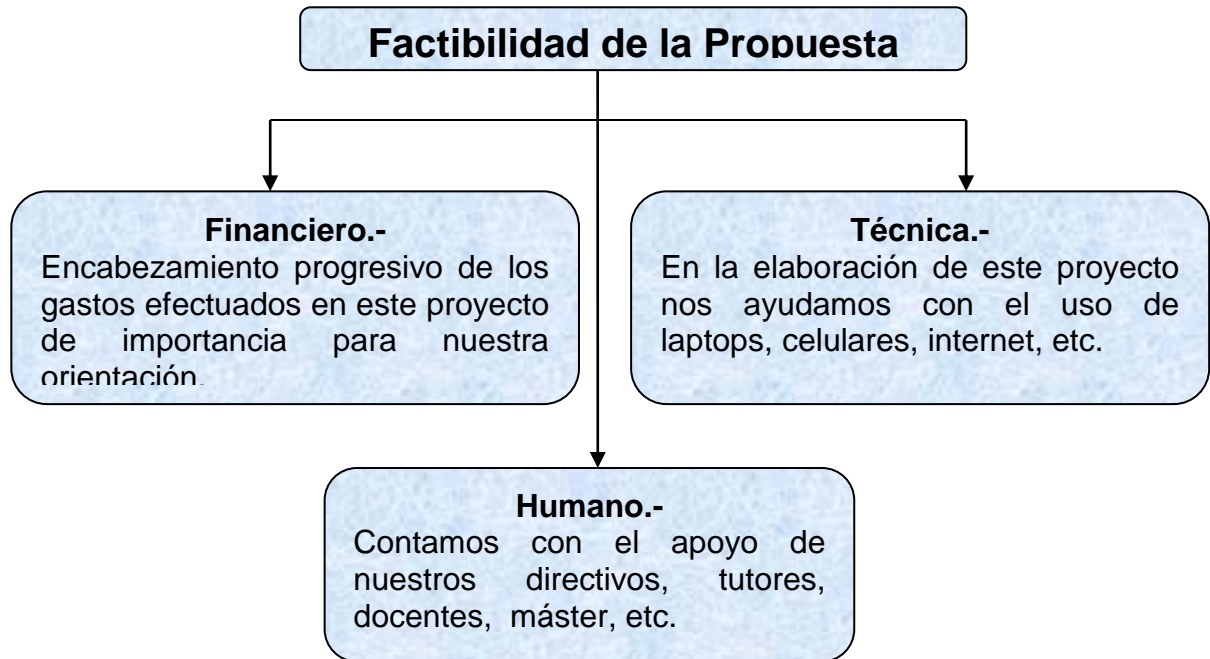 Factibilidad de la Propuesta
Financiero.-
Encabezamiento progresivo de los
gastos efectuados en este proyecto
de importancia para nuestra
orientación.
Técnica.-
En la elaboración de este proyecto
nos ayudamos con el uso de
laptops, celulares, internet, etc.
Humano.-
Contamos con el apoyo de
nuestros directivos, tutores,
docentes, máster, etc.